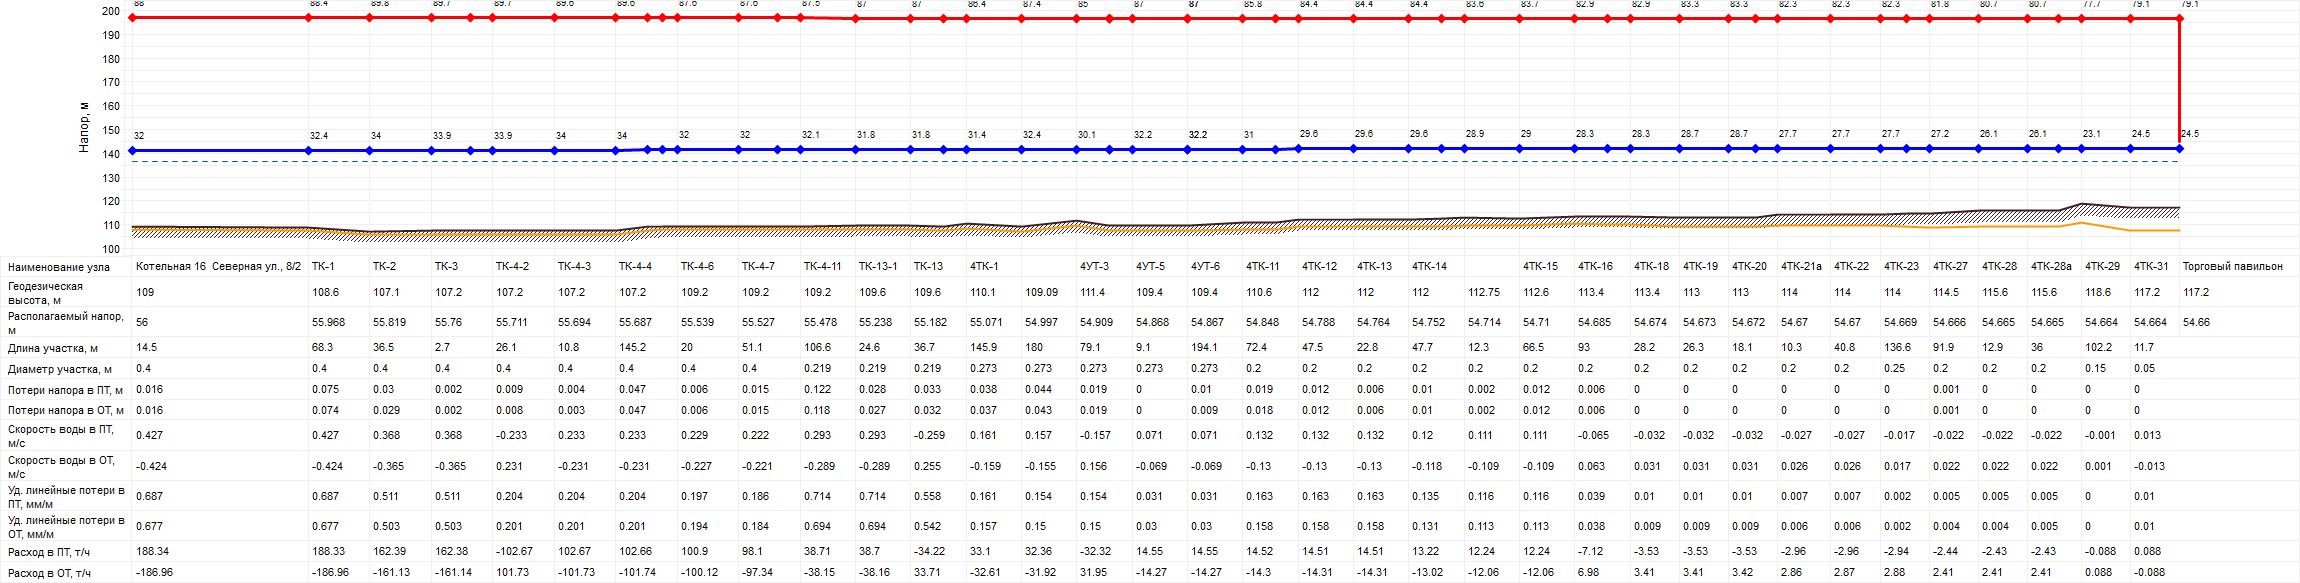 88 88.4 89.8 89.7 89.7 89.6 89.6 87.6 87.6 87.5 87 87 86.4 87.4 85 87 87 85.8 84.4 84.4 84.4 83.6 83.7 82.9 82.9 83.3 83.3 82.3 82.3 82.3 81.8 80.7 80.7 77.7 79.1 79.1
200
190
180
170
160
150
140
130
120
110
100
Напор, м
32 32.4 34 33.9 33.9 34 34 32 32 32.1 31.8 31.8 31.4 32.4 30.1 32.2 32.2 31 29.6 29.6 29.6 28.9 29 28.3 28.3 28.7 28.7 27.7 27.7 27.7 27.2 26.1 26.1 23.1 24.5 24.5
Наименование узла Котельная 16 Северная ул., 8/2 ТК-1 ТК-2 ТК-3 ТК-4-2 ТК-4-3 ТК-4-4 ТК-4-6 ТК-4-7 ТК-4-11 ТК-13-1 ТК-13 4ТК-1 4УТ-3 4УТ-5 4УТ-6 4ТК-11 4ТК-12 4ТК-13 4ТК-14 4ТК-15 4ТК-16 4ТК-18 4ТК-19 4ТК-20 4ТК-21а 4ТК-22 4ТК-23 4ТК-27 4ТК-28 4ТК-28а 4ТК-29 4ТК-31 Торговый павильон
Геодезическая
высота, м 109 108.6 107.1 107.2 107.2 107.2 107.2 109.2 109.2 109.2 109.6 109.6 110.1 109.09 111.4 109.4 109.4 110.6 112 112 112 112.75 112.6 113.4 113.4 113 113 114 114 114 114.5 115.6 115.6 118.6 117.2 117.2
Располагаемый напор,
м 56 55.968 55.819 55.76 55.711 55.694 55.687 55.539 55.527 55.478 55.238 55.182 55.071 54.997 54.909 54.868 54.867 54.848 54.788 54.764 54.752 54.714 54.71 54.685 54.674 54.673 54.672 54.67 54.67 54.669 54.666 54.665 54.665 54.664 54.664 54.66
Длина участка, м 14.5 68.3 36.5 2.7 26.1 10.8 145.2 20 51.1 106.6 24.6 36.7 145.9 180 79.1 9.1 194.1 72.4 47.5 22.8 47.7 12.3 66.5 93 28.2 26.3 18.1 10.3 40.8 136.6 91.9 12.9 36 102.2 11.7
Диаметр участка, м 0.4 0.4 0.4 0.4 0.4 0.4 0.4 0.4 0.4 0.219 0.219 0.219 0.273 0.273 0.273 0.273 0.273 0.2 0.2 0.2 0.2 0.2 0.2 0.2 0.2 0.2 0.2 0.2 0.2 0.25 0.2 0.2 0.2 0.15 0.05
Потери напора в ПТ, м 0.016 0.075 0.03 0.002 0.009 0.004 0.047 0.006 0.015 0.122 0.028 0.033 0.038 0.044 0.019 0 0.01 0.019 0.012 0.006 0.01 0.002 0.012 0.006 0 0 0 0 0 0 0.001 0 0 0 0
Потери напора в ОТ, м 0.016 0.074 0.029 0.002 0.008 0.003 0.047 0.006 0.015 0.118 0.027 0.032 0.037 0.043 0.019 0 0.009 0.018 0.012 0.006 0.01 0.002 0.012 0.006 0 0 0 0 0 0 0.001 0 0 0 0
Скорость воды в ПТ,
м/с 0.427 0.427 0.368 0.368 -0.233 0.233 0.233 0.229 0.222 0.293 0.293 -0.259 0.161 0.157 -0.157 0.071 0.071 0.132 0.132 0.132 0.12 0.111 0.111 -0.065 -0.032 -0.032 -0.032 -0.027 -0.027 -0.017 -0.022 -0.022 -0.022 -0.001 0.013
Скорость воды в ОТ,
м/с -0.424 -0.424 -0.365 -0.365 0.231 -0.231 -0.231 -0.227 -0.221 -0.289 -0.289 0.255 -0.159 -0.155 0.156 -0.069 -0.069 -0.13 -0.13 -0.13 -0.118 -0.109 -0.109 0.063 0.031 0.031 0.031 0.026 0.026 0.017 0.022 0.022 0.022 0.001 -0.013
Уд. линейные потери в
ПТ, мм/м 0.687 0.687 0.511 0.511 0.204 0.204 0.204 0.197 0.186 0.714 0.714 0.558 0.161 0.154 0.154 0.031 0.031 0.163 0.163 0.163 0.135 0.116 0.116 0.039 0.01 0.01 0.01 0.007 0.007 0.002 0.005 0.005 0.005 0 0.01
Уд. линейные потери в
ОТ, мм/м 0.677 0.677 0.503 0.503 0.201 0.201 0.201 0.194 0.184 0.694 0.694 0.542 0.157 0.15 0.15 0.03 0.03 0.158 0.158 0.158 0.131 0.113 0.113 0.038 0.009 0.009 0.009 0.006 0.006 0.002 0.004 0.004 0.005 0 0.01
Расход в ПТ, т/ч 188.34 188.33 162.39 162.38 -102.67 102.67 102.66 100.9 98.1 38.71 38.7 -34.22 33.1 32.36 -32.32 14.55 14.55 14.52 14.51 14.51 13.22 12.24 12.24 -7.12 -3.53 -3.53 -3.53 -2.96 -2.96 -2.94 -2.44 -2.43 -2.43 -0.088 0.088
Расход в ОТ, т/ч -186.96 -186.96 -161.13 -161.14 101.73 -101.73 -101.74 -100.12 -97.34 -38.15 -38.16 33.71 -32.61 -31.92 31.95 -14.27 -14.27 -14.3 -14.31 -14.31 -13.02 -12.06 -12.06 6.98 3.41 3.41 3.42 2.86 2.87 2.88 2.41 2.41 2.41 0.088 -0.088